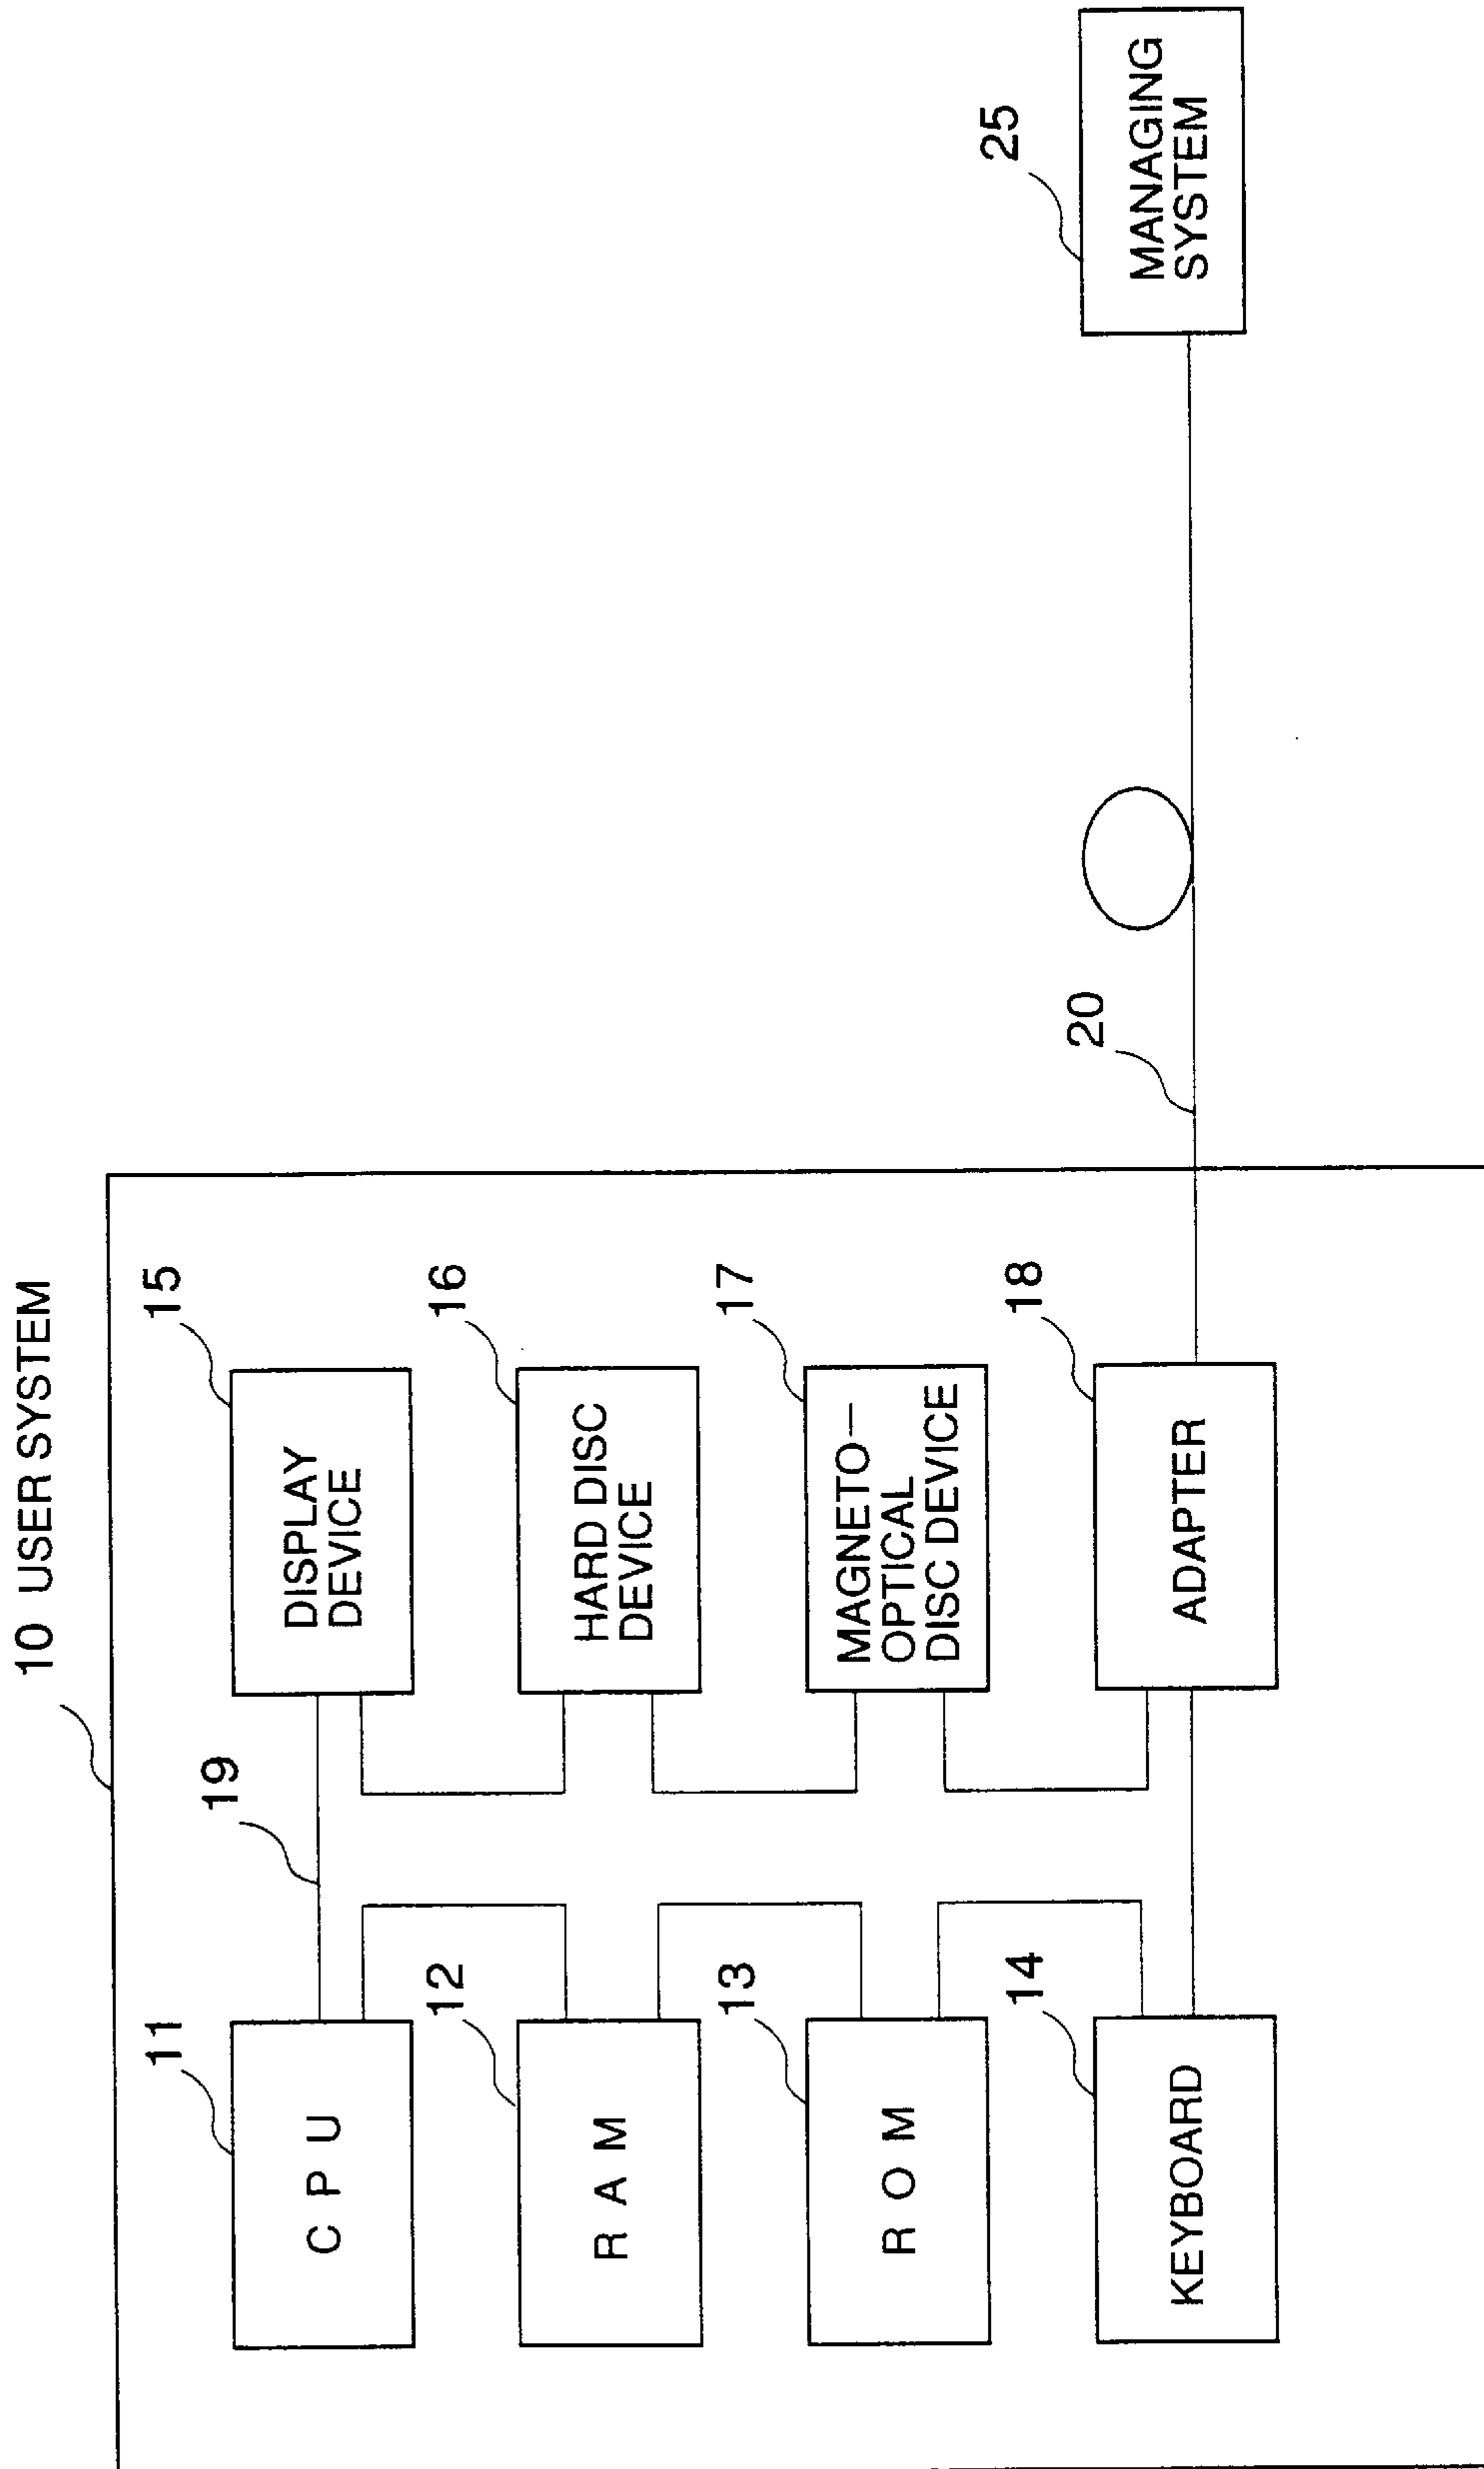 10 USER SYSTEM
11
C P U
12
R A M
13
R O M
14
KEYBOARD
19
15
DISPLAY
DEVICE
16
HARD DISC
DEVICE
17
MAGNETO—
OPTICAL
DISC DEVICE
18
ADAPTER
20
25
MANAGING
SYSTEM